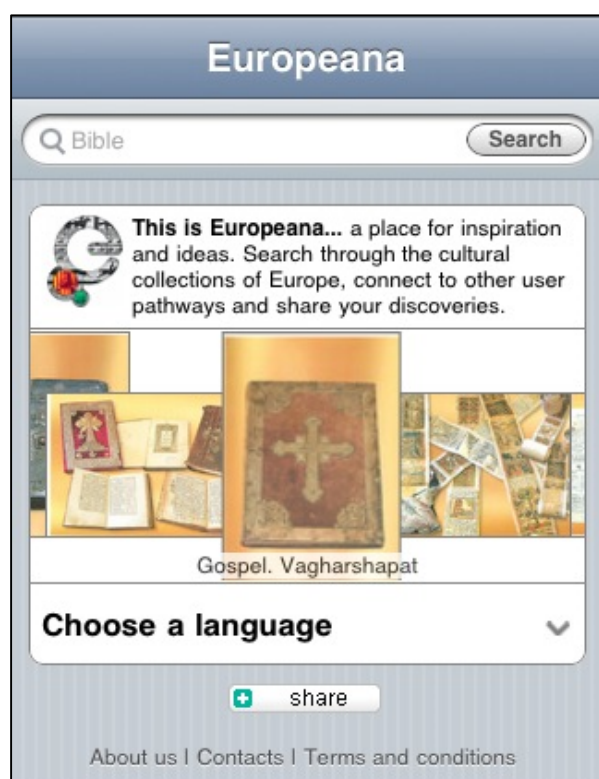 Europeana
Bible
Search
This is Europeana... a place for inspiration
and ideas. Search through the cultural
collections of Europe, connect to other user
pathways and share your discoveries.
Gospel. Vagharshapat
Choose a language
share
About us | Contacts | Terms and conditions